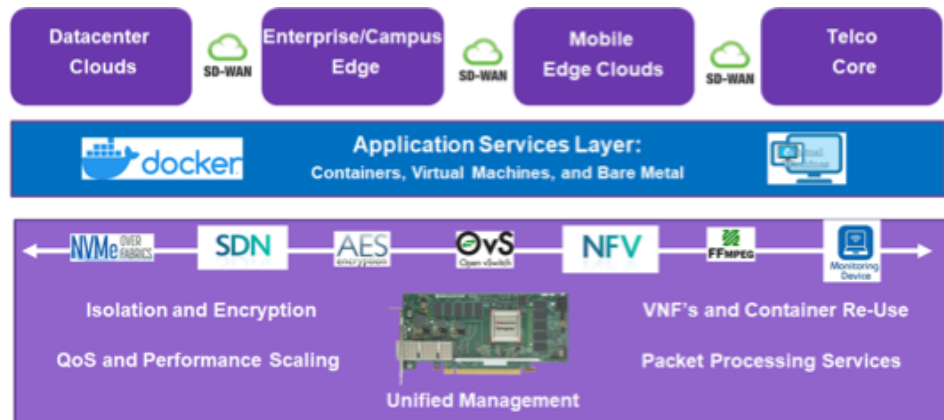 Datacenter
Clouds
SD-WAN
Enterprise/Campus
Edge
SD-WAN
Mobile
Edge Clouds
SD-WAN
Telco
Core
docker
Application Services Layer:
Containers, Virtual Machines, and Bare Metal
NVMe OVER FABRICS
SDN
AES
encryption
OvS
Open vSwitch
NFV
FFMPEG
Monitoring
Device
Isolation and Encryption
VNF's and Container Re-Use
QoS and Performance Scaling
Packet Processing Services
Unified Management